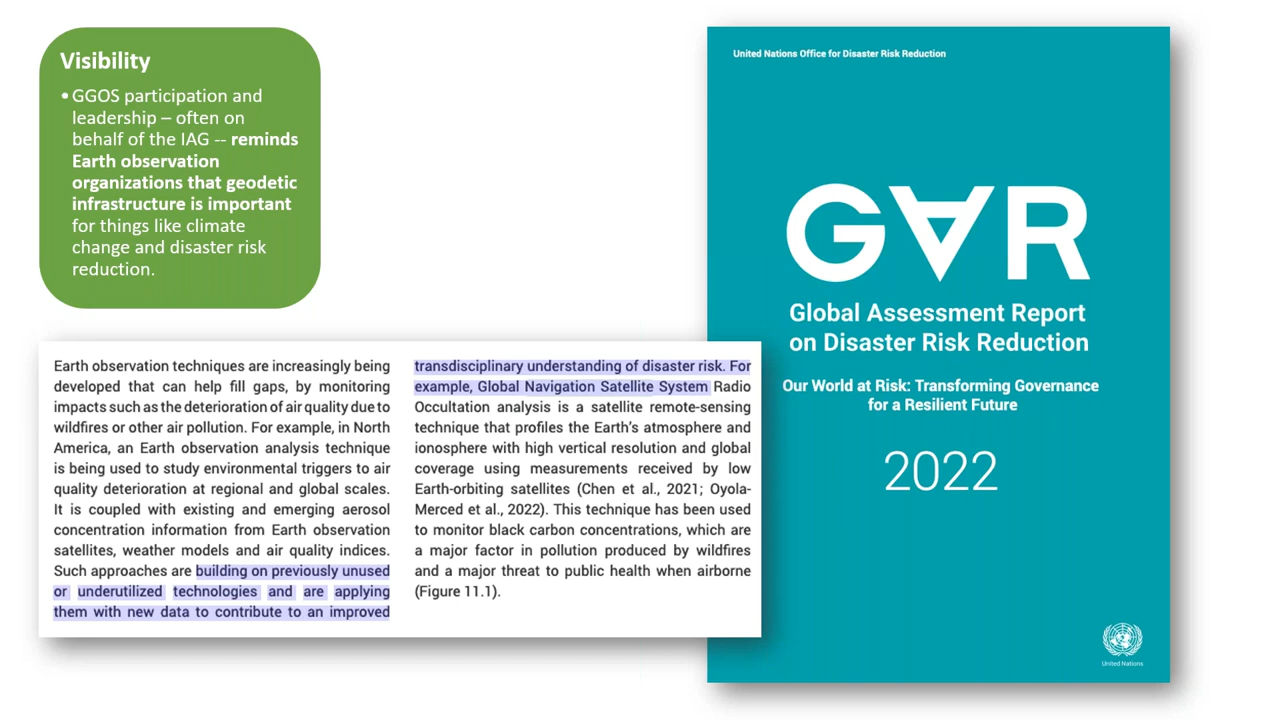 Visibility
• GGOS participation and
leadership – often on
behalf of the IAG -- reminds
Earth observation
organizations that geodetic
infrastructure is important
for things like climate
change and disaster risk
reduction.
Earth observation techniques are increasingly being
developed that can help fill gaps, by monitoring
impacts such as the deterioration of air quality due to
wildfires or other air pollution. For example, in North
America, an Earth observation analysis technique
is being used to study environmental triggers to air
quality deterioration at regional and global scales.
It is coupled with existing and emerging aerosol
concentration information from Earth observation
satellites, weather models and air quality indices.
Such approaches are building on previously unused
or underutilized technologies and are applying
them with new data to contribute to an improved
transdisciplinary understanding of disaster risk. For
example, Global Navigation Satellite System Radio
Occultation analysis is a satellite remote-sensing
technique that profiles the Earth's atmosphere and
ionosphere with high vertical resolution and global
coverage using measurements received by low
Earth-orbiting satellites (Chen et al., 2021; Oyola-
Merced et al., 2022). This technique has been used
to monitor black carbon concentrations, which are
a major factor in pollution produced by wildfires
and a major threat to public health when airborne
(Figure 11.1).
United Nations Office for Disaster Risk Reduction
GAR
Global Assessment Report
on Disaster Risk Reduction
Our World at Risk: Transforming Governance
for a Resilient Future
2022
United Nations